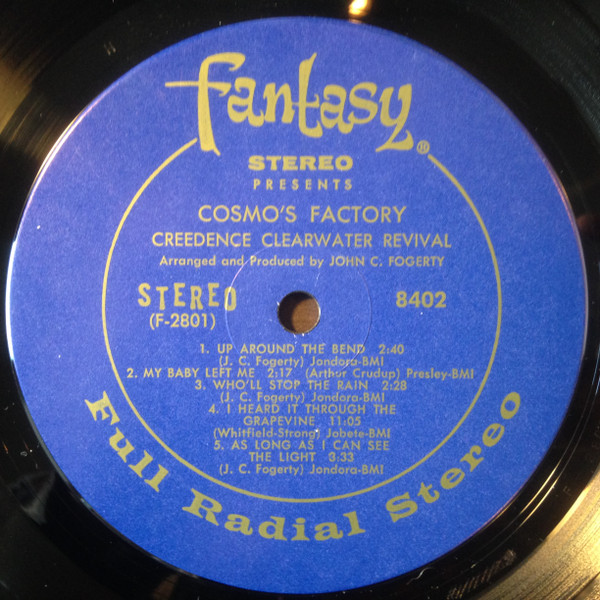 fantasy®
STEREO
PRESENTS
COSMO'S FACTORY
CREEDENCE CLEARWATER REVIVAL
Arranged and Produced by JOHN C. FOGERTY
STEREO 8402
(F-2801)
1. UP AROUND THE BEND 2:40
(J. C. Fogerty) Jondora-BMI
2. MY BABY LEFT ME 2:17 (Arthur Crudup) Presley-BMI
3. WHO'LL STOP THE RAIN 2:28
(J. C. Fogerty) Jondora-BMI
4. I HEARD IT THROUGH THE
GRAPEVINE, 11:05
(Whitfield-Strong) Jobete-BMI
5. AS LONG AS I CAN SEE
THE LIGHT 3:33
(J. C. Fogerty) Jondora-BMI
Full Radial Stereo